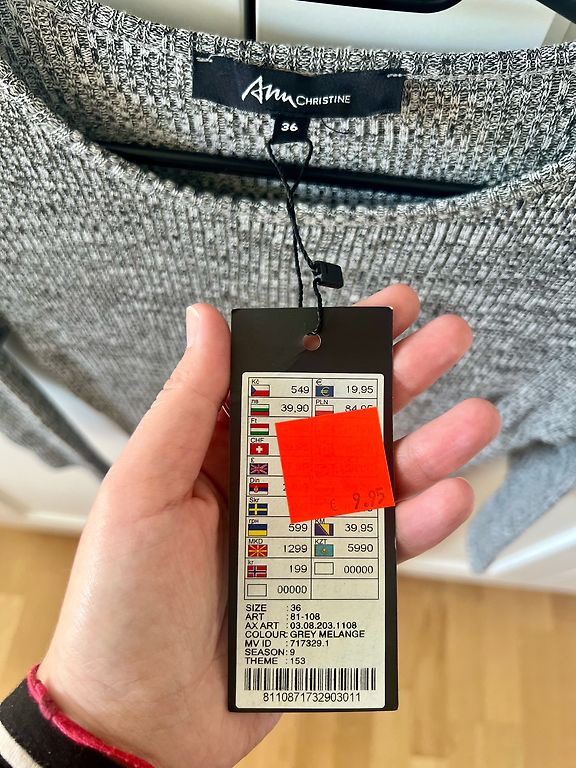 Ann CHRISTINE
36
Kč 549 € 19,95
лв 39,90 PLN 84,95
Ft
CHF
£
Din
Skr
грн 599 KM 39,95
MKD 1299 KZT 5990
kr 199 00000
00000
€ 9.95
SIZE : 36
ART : 81-108
AX ART : 03.08.203.1108
COLOUR: GREY MELANGE
MV ID : 717329.1
SEASON: 9
THEME : 153
8110871732903011